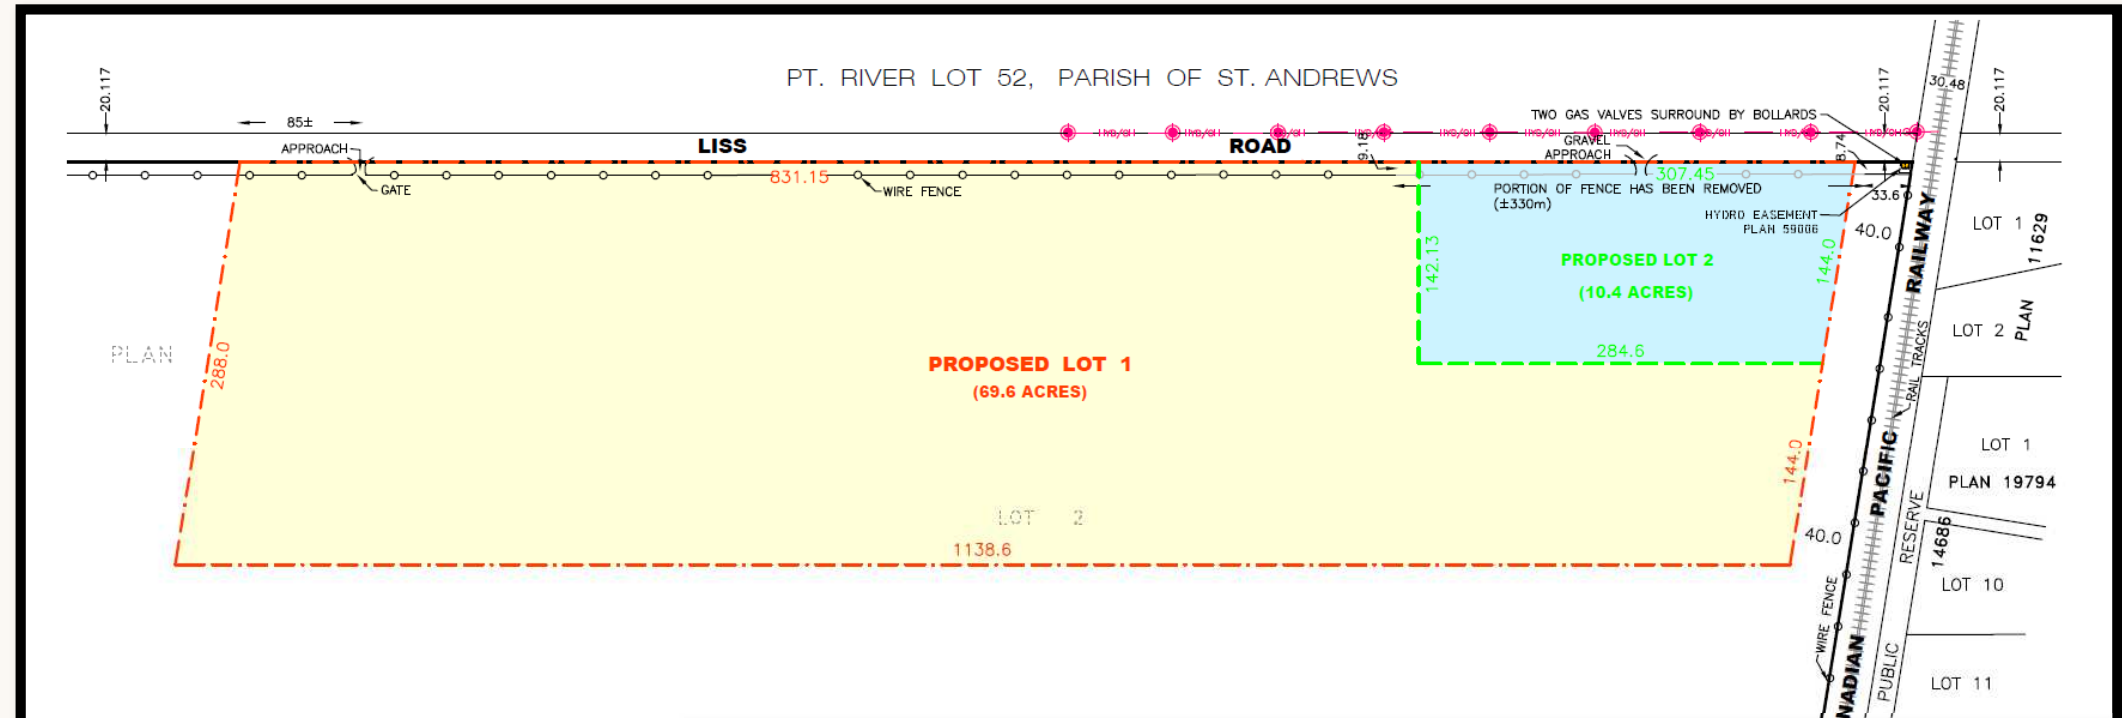 PT. RIVER LOT 52, PARISH OF ST. ANDREWS
20.117
85±
APPROACH
GATE
LISS ROAD
831.15
WIRE FENCE
9.18
TWO GAS VALVES SURROUND BY BOLLARDS
GRAVEL
APPROACH
307.45
PORTION OF FENCE HAS BEEN REMOVED
(±330m)
8.74
20.117
30.48
20.117
33.6
HYDRO EASEMENT
PLAN 59006
40.0
142.13
PROPOSED LOT 2
(10.4 ACRES)
144.0
284.6
PLAN
288.0
PROPOSED LOT 1
(69.6 ACRES)
LOT 2
1138.6
144.0
40.0
WIRE FENCE
NADIAN PACIFIC RAILWAY
RAIL TRACKS
PUBLIC RESERVE
LOT 1
LOT 2
PLAN 11629
LOT 1
PLAN 19794
14686
LOT 10
LOT 11